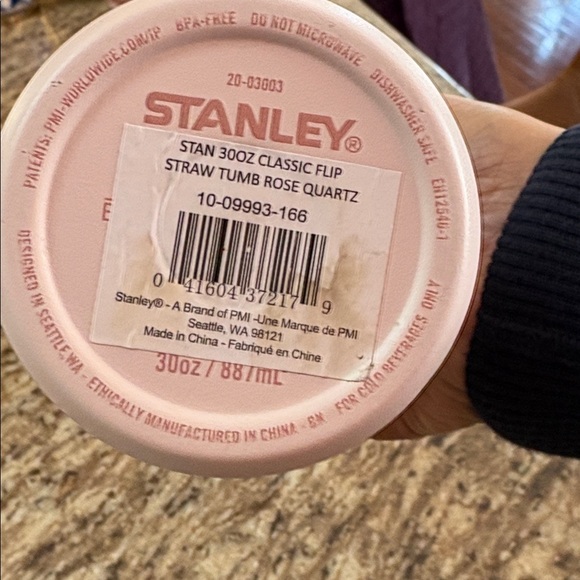 PATENTS: PMI-WORLDWIDE.COM/IP BPA-FREE DO NOT MICROWAVE DISHWASHER SAFE EN12546-1
20-03003
STANLEY®
STAN 30OZ CLASSIC FLIP
STRAW TUMB ROSE QUARTZ
10-09993-166
0 41604 37217 9
Stanley® - A Brand of PMI -Une Marque de PMI
Seattle, WA 98121
Made in China - Fabriqué en Chine
30oz / 887mL
DESIGNED IN SEATTLE, WA - ETHICALLY MANUFACTURED IN CHINA - FOR COLD BEVERAGES ONLY